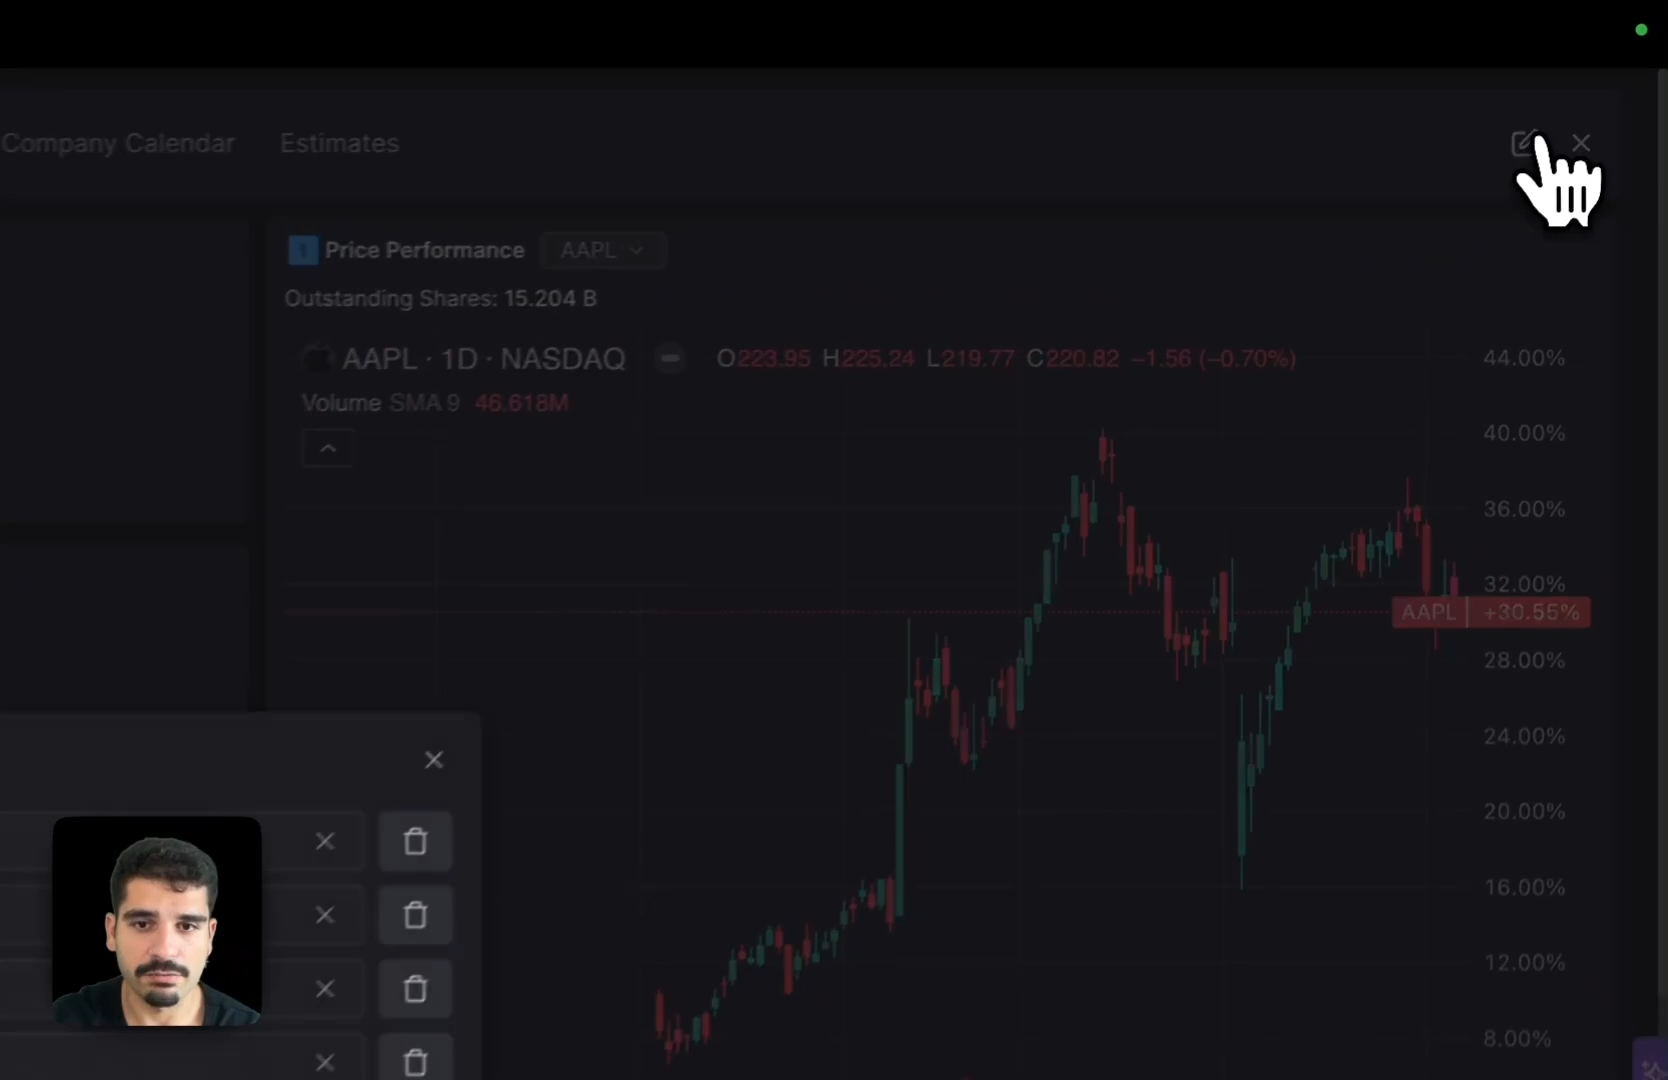 Company Calendar Estimates
1 Price Performance AAPL
Outstanding Shares: 15.204 B
AAPL · 1D · NASDAQ O223.95 H225.24 L219.77 C220.82 −1.56 (−0.70%)
Volume SMA 9 46.618M
44.00%
40.00%
36.00%
32.00%
AAPL +30.55%
28.00%
24.00%
20.00%
16.00%
12.00%
8.00%